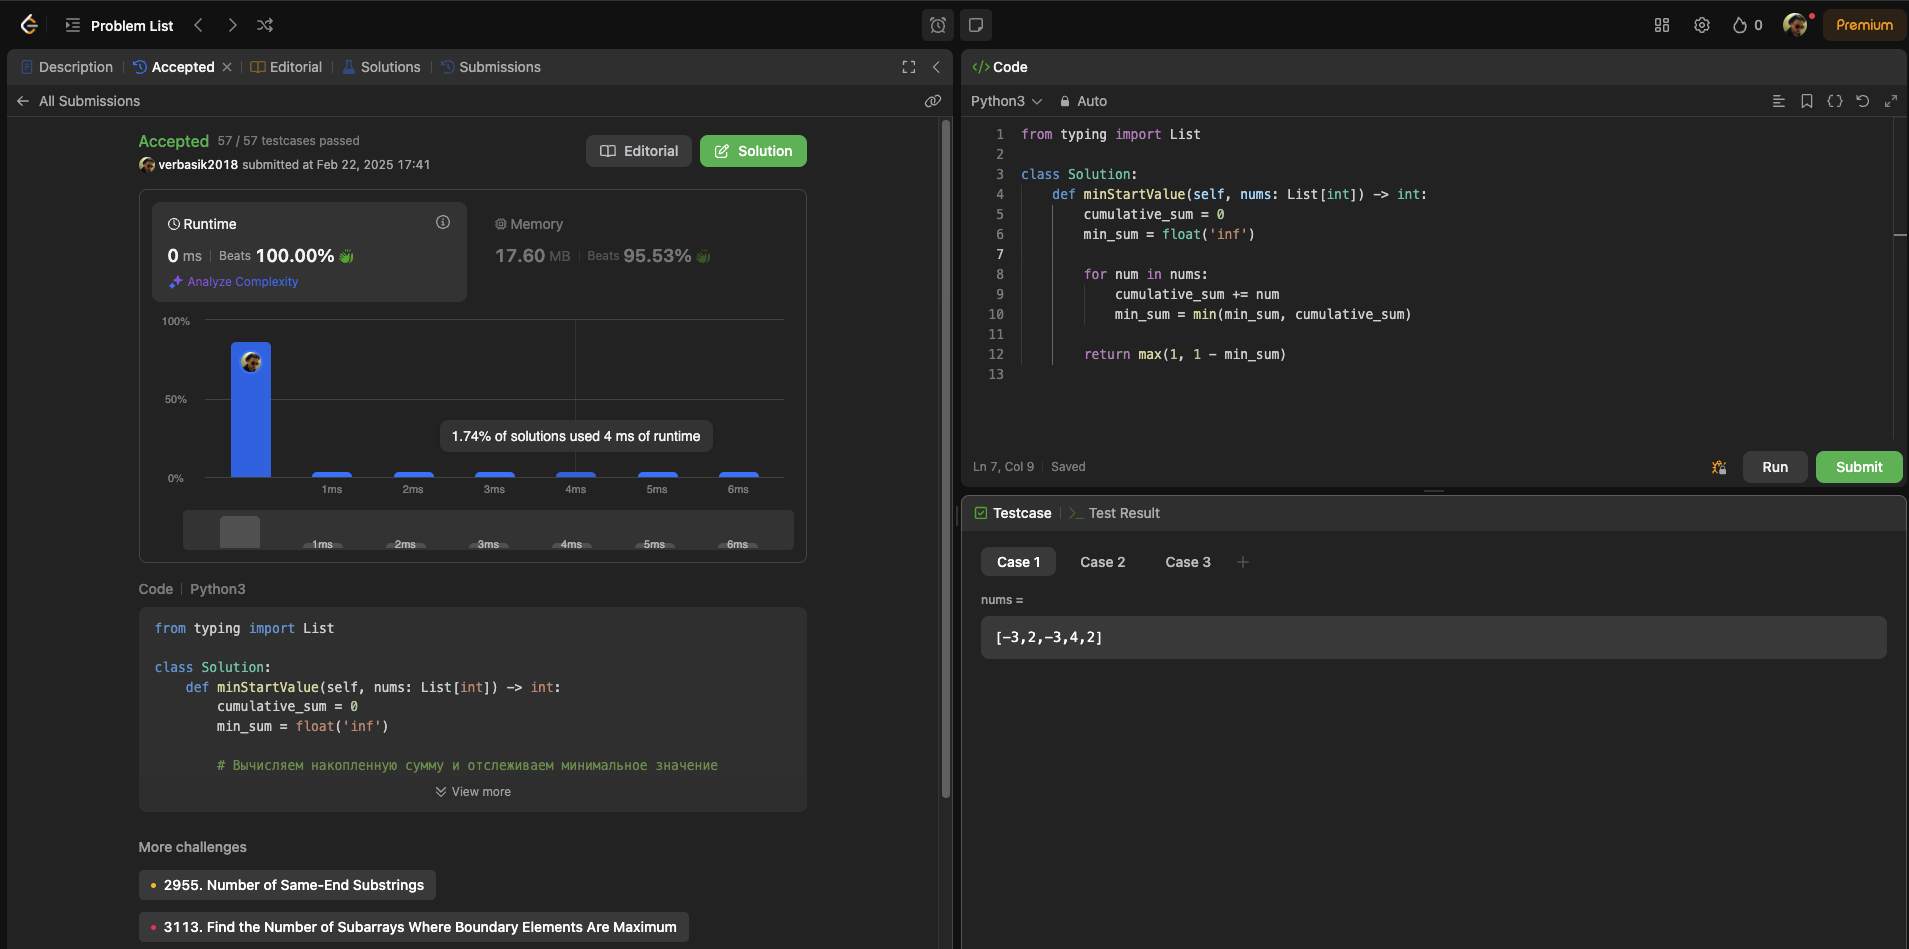 Problem List
0
Premium
Description
Accepted
Editorial
Solutions
Submissions
All Submissions
Accepted 57 / 57 testcases passed
verbasik2018 submitted at Feb 22, 2025 17:41
Editorial
Solution
Runtime
0 ms Beats 100.00%
Analyze Complexity
Memory
17.60 MB Beats 95.53%
100%
50%
0%
1.74% of solutions used 4 ms of runtime
1ms 2ms 3ms 4ms 5ms 6ms
1ms 2ms 3ms 4ms 5ms 6ms
Code Python3
from typing import List
class Solution:
def minStartValue(self, nums: List[int]) -> int:
cumulative_sum = 0
min_sum = float('inf')
# Вычисляем накопленную сумму и отслеживаем минимальное значение
View more
More challenges
2955. Number of Same-End Substrings
3113. Find the Number of Subarrays Where Boundary Elements Are Maximum
</> Code
Python3 Auto
1 from typing import List
2
3 class Solution:
4 def minStartValue(self, nums: List[int]) -> int:
5 cumulative_sum = 0
6 min_sum = float('inf')
7
8 for num in nums:
9 cumulative_sum += num
10 min_sum = min(min_sum, cumulative_sum)
11
12 return max(1, 1 - min_sum)
13
Ln 7, Col 9 Saved
Run
Submit
Testcase
>_ Test Result
Case 1 Case 2 Case 3 +
nums =
[-3,2,-3,4,2]